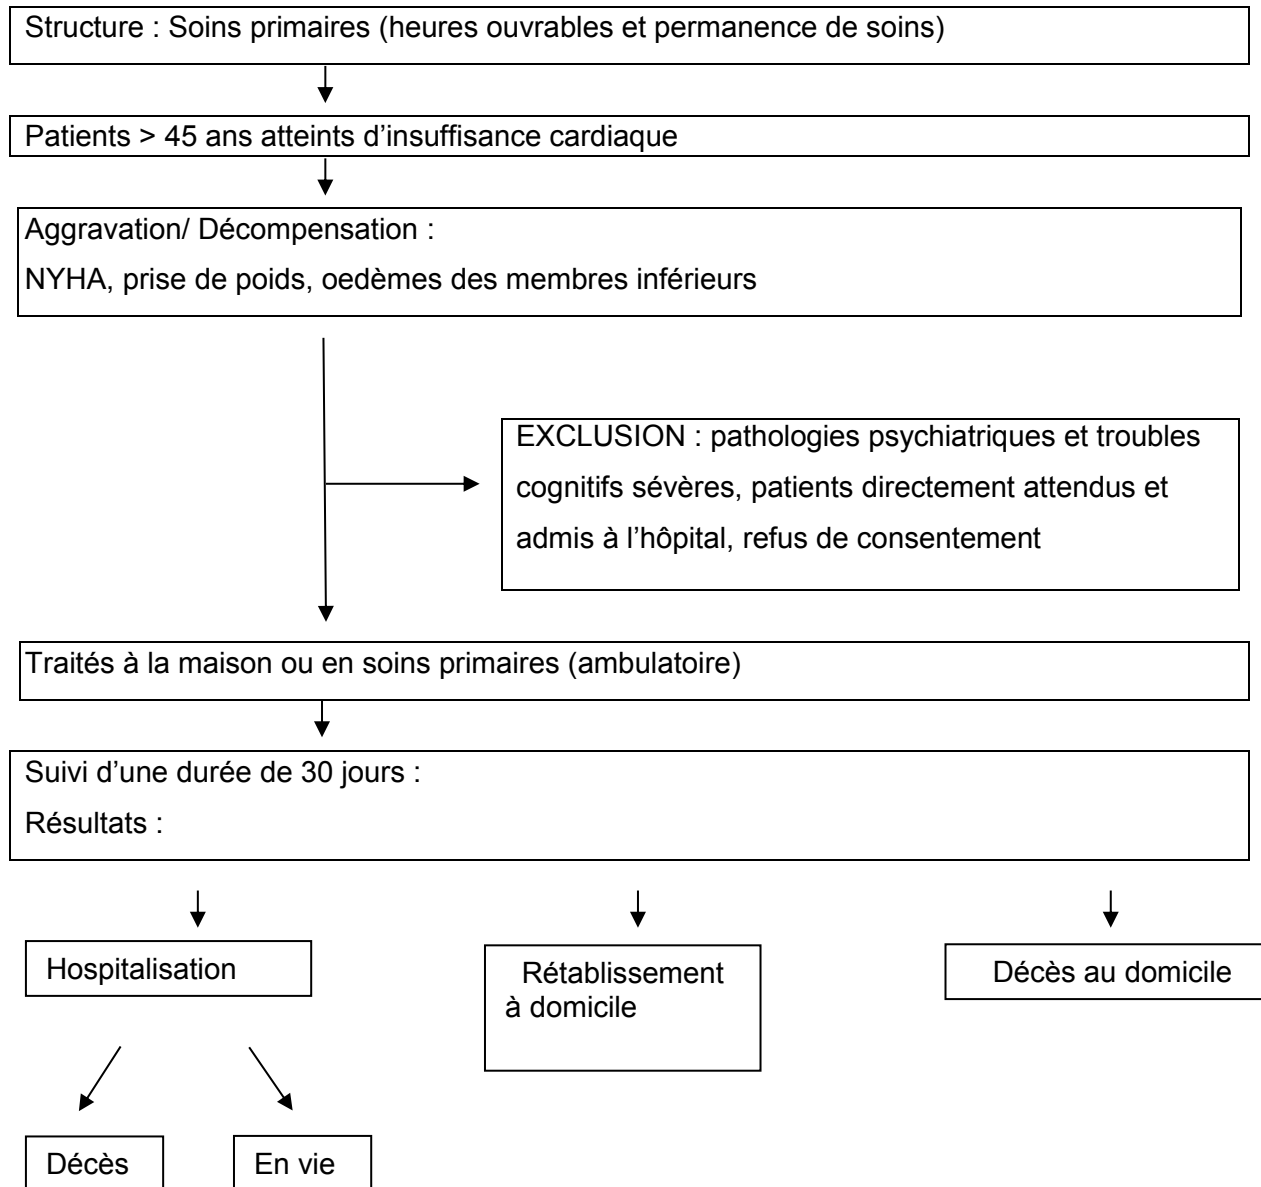 Structure : Soins primaires (heures ouvrables et permanence de soins)
Patients > 45 ans atteints d’insuffisance cardiaque
Aggravation/ Décompensation :
NYHA, prise de poids, oedèmes des membres inférieurs
EXCLUSION : pathologies psychiatriques et troubles
cognitifs sévères, patients directement attendus et
admis à l’hôpital, refus de consentement
Traités à la maison ou en soins primaires (ambulatoire)
Suivi d’une durée de 30 jours :
Résultats :
Hospitalisation
Rétablissement
à domicile
Décès au domicile
Décès
En vie